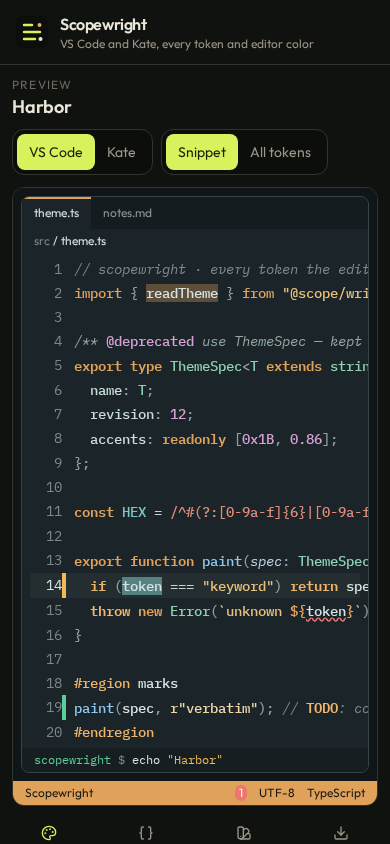 Scopewright
VS Code and Kate, every token and editor color
PREVIEW
Harbor
VS Code Kate Snippet All tokens
theme.ts notes.md
src / theme.ts
1 // scopewright · every token the edit
2 import { readTheme } from "@scope/wri
3
4 /** @deprecated use ThemeSpec — kept
5 export type ThemeSpec<T extends strin
6 name: T;
7 revision: 12;
8 accents: readonly [0x1B, 0.86];
9 };
10
11 const HEX = /^#(?:[0-9a-f]{6}|[0-9a-f
12
13 export function paint(spec: ThemeSpec
14 if (token === "keyword") return spe
15 throw new Error(`unknown ${token}`)
16 }
17
18 #region marks
19 paint(spec, r"verbatim"); // TODO: co
20 #endregion
scopewright $ echo "Harbor"
Scopewright 1 UTF-8 TypeScript